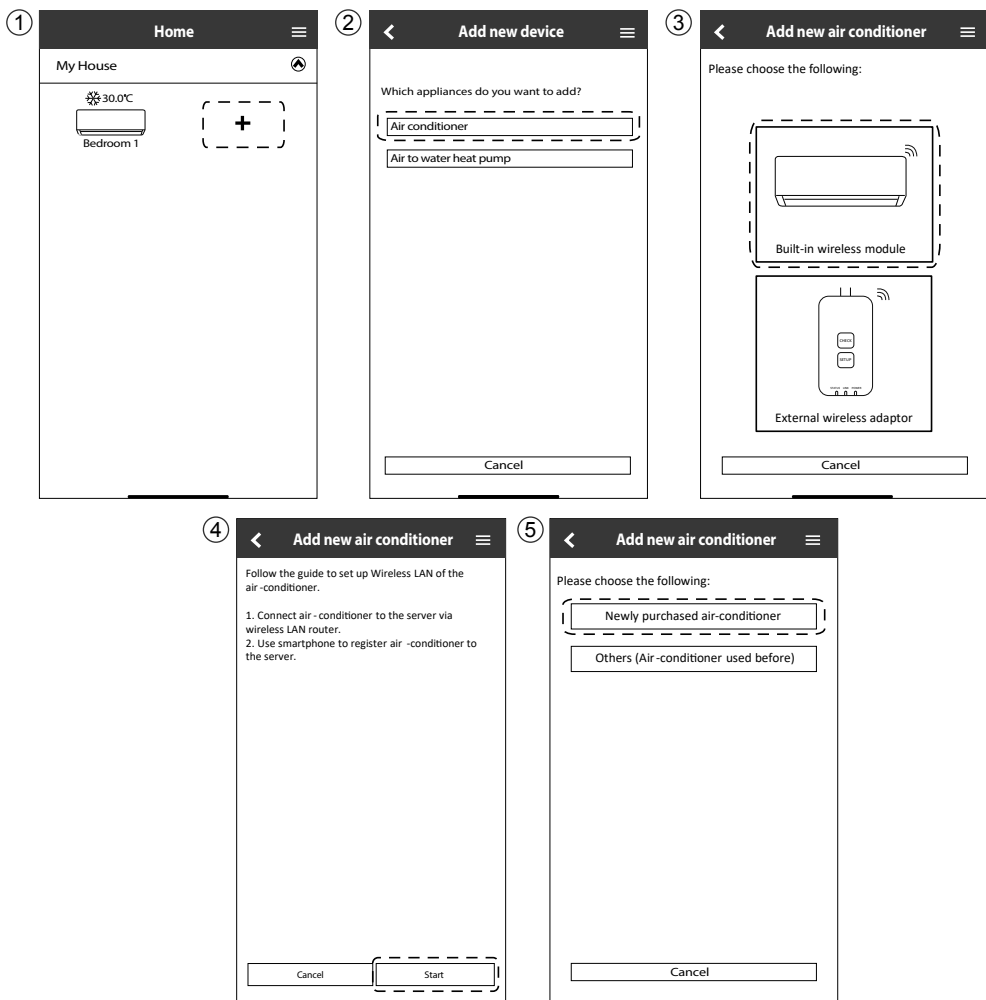 ①
Home
My House
30.0℃
+
Bedroom 1
②
Add new device
Which appliances do you want to add?
Air conditioner
Air to water heat pump
Cancel
③
Add new air conditioner
Please choose the following:
Built-in wireless module
CHECK
SETUP
External wireless adaptor
Cancel
④
Add new air conditioner
Follow the guide to set up Wireless LAN of the
air -conditioner.
1. Connect air - conditioner to the server via
wireless LAN router.
2. Use smartphone to register air -conditioner to
the server.
Cancel
Start
⑤
Add new air conditioner
Please choose the following:
Newly purchased air-conditioner
Others (Air-conditioner used before)
Cancel